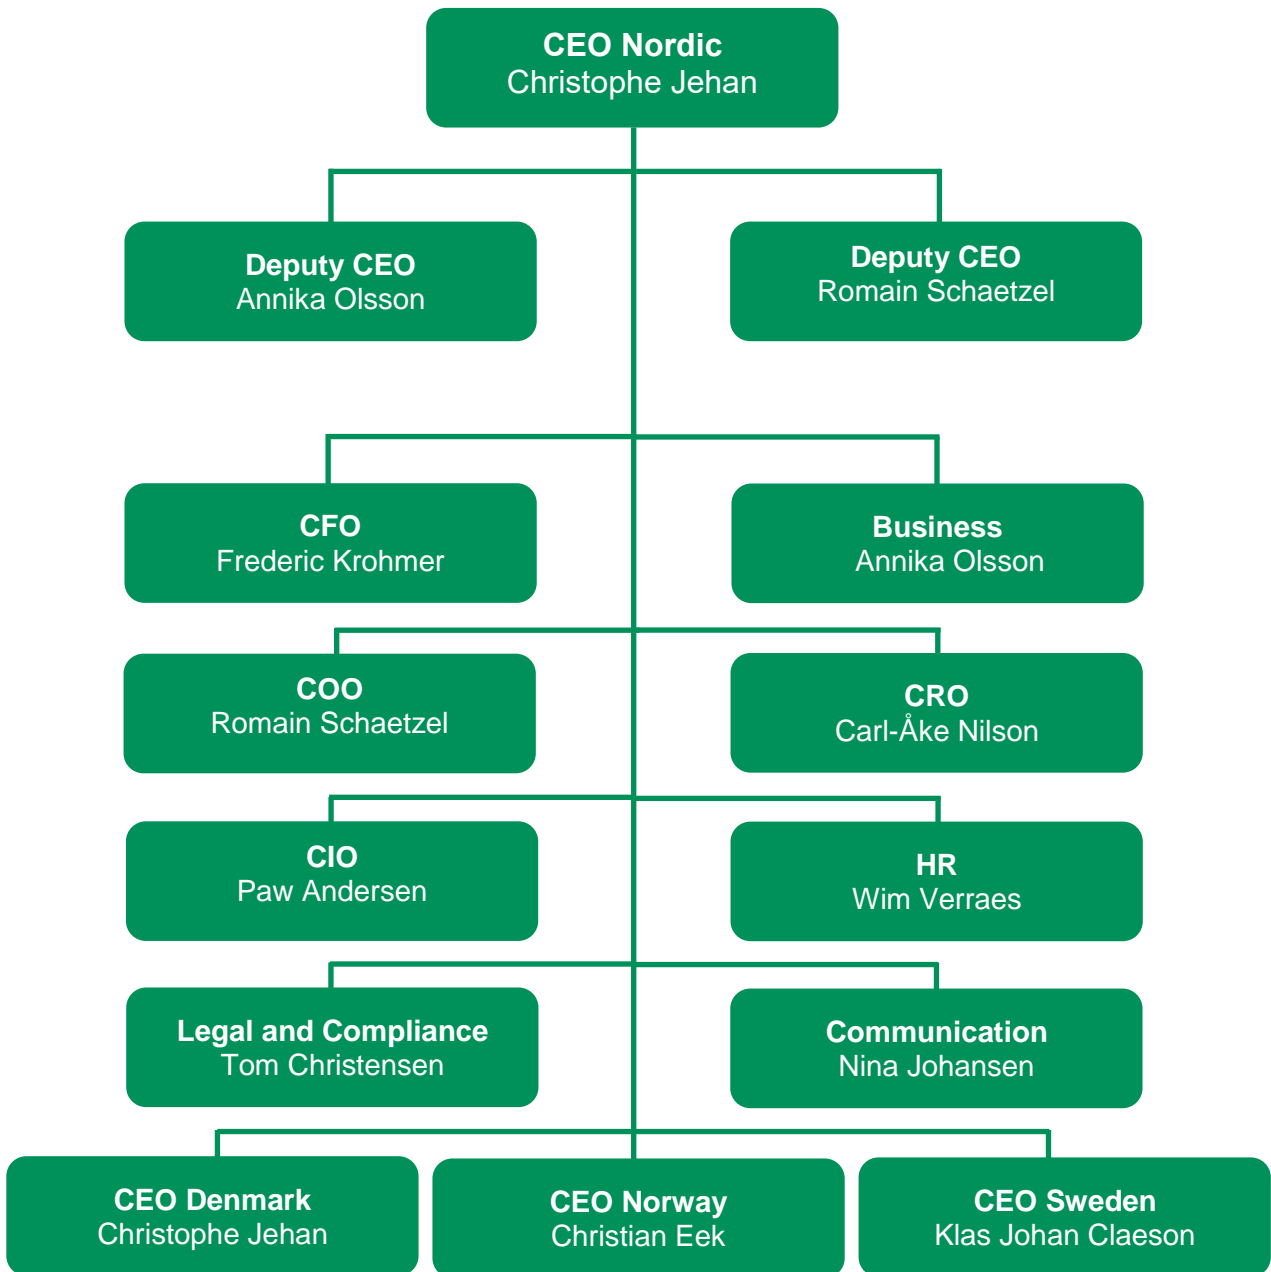 CEO Nordic
Christophe Jehan
Deputy CEO
Annika Olsson
Deputy CEO
Romain Schaetzel
CFO
Frederic Krohmer
Business
Annika Olsson
COO
Romain Schaetzel
CRO
Carl-Åke Nilson
CIO
Paw Andersen
HR
Wim Verraes
Legal and Compliance
Tom Christensen
Communication
Nina Johansen
CEO Denmark
Christophe Jehan
CEO Norway
Christian Eek
CEO Sweden
Klas Johan Claeson